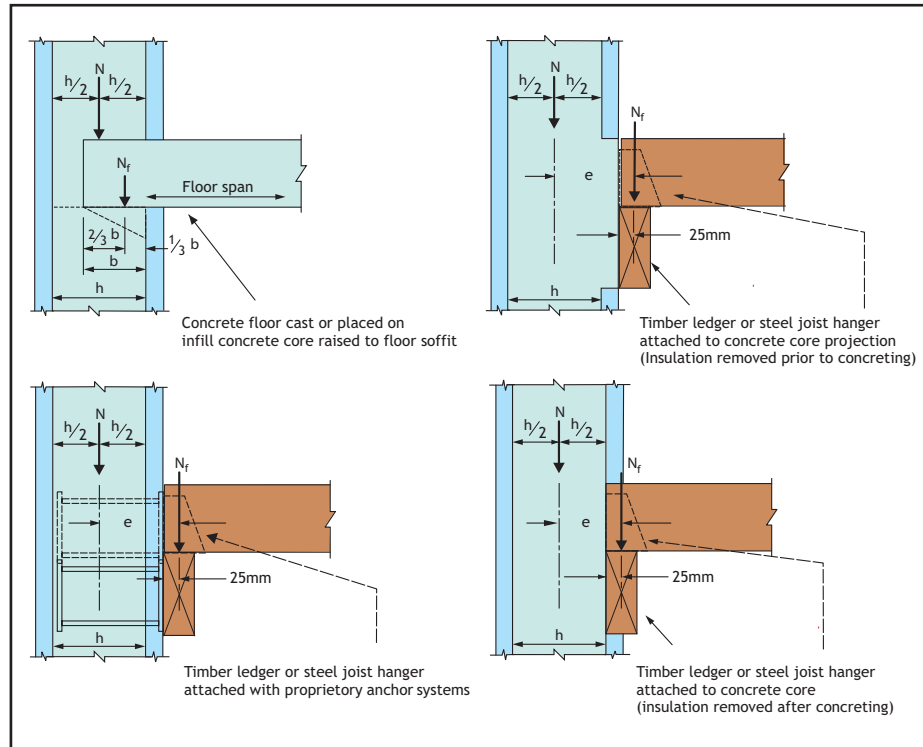 N
h/2 h/2
Nf
Floor span
2/3 b 1/3 b
b
h
Concrete floor cast or placed on
infill concrete core raised to floor soffit
N
h/2 h/2
Nf
e
25mm
h
Timber ledger or steel joist hanger
attached to concrete core projection
(Insulation removed prior to concreting)
N
h/2 h/2
Nf
e
25mm
h
Timber ledger or steel joist hanger
attached with proprietory anchor systems
N
h/2 h/2
Nf
e
25mm
h
Timber ledger or steel joist hanger
attached to concrete core
(insulation removed after concreting)